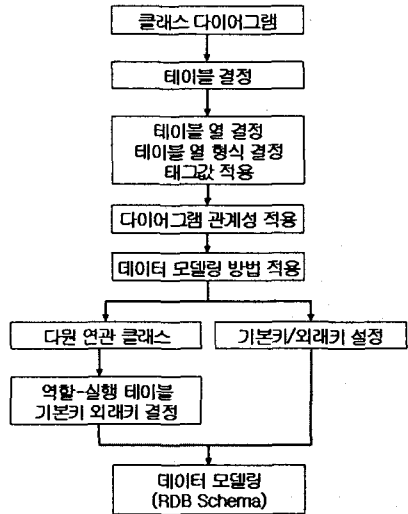 클래스 다이어그램
테이블 결정
테이블 열 결정
테이블 열 형식 결정
태그값 적용
다이어그램 관계성 적용
데이터 모델링 방법 적용
다원 연관 클래스
기본키/외래키 설정
역할-실행 테이블
기본키 외래키 결정
데이터 모델링
(RDB Schema)